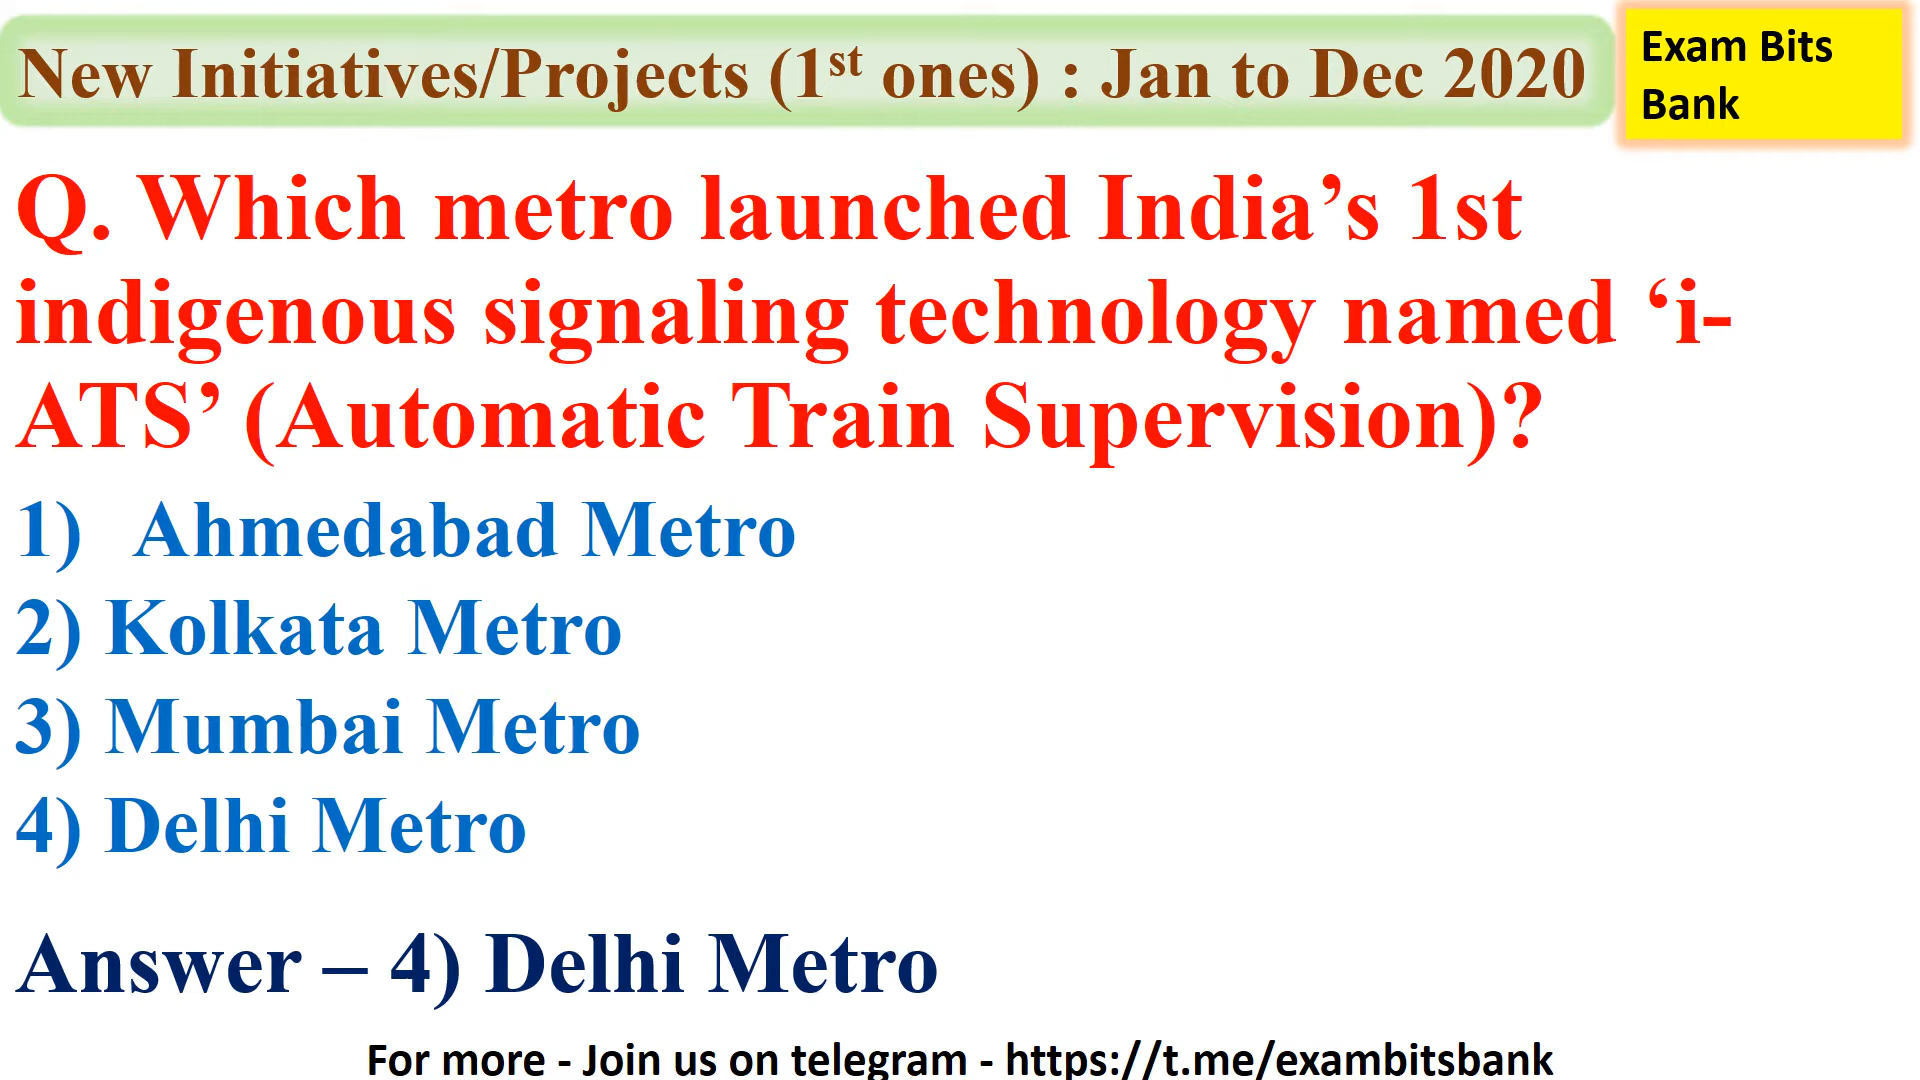 New Initiatives/Projects (1st ones) : Jan to Dec 2020
Exam Bits
Bank
Q. Which metro launched India’s 1st
indigenous signaling technology named ‘i-
ATS’ (Automatic Train Supervision)?
1) Ahmedabad Metro
2) Kolkata Metro
3) Mumbai Metro
4) Delhi Metro
Answer – 4) Delhi Metro
For more - Join us on telegram - https://t.me/exambitsbank